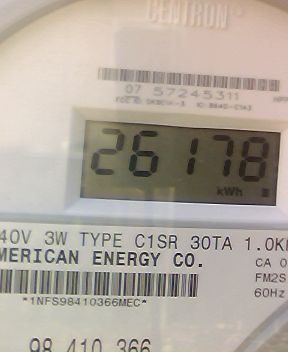 CENTRON
07 57245311
26178
kWh
40V 3W TYPE C1SR 30TA 1.0K
MERICAN ENERGY CO.
CA 0
FM2S
60Hz
*1NFS98410366MEC*
98 410 366